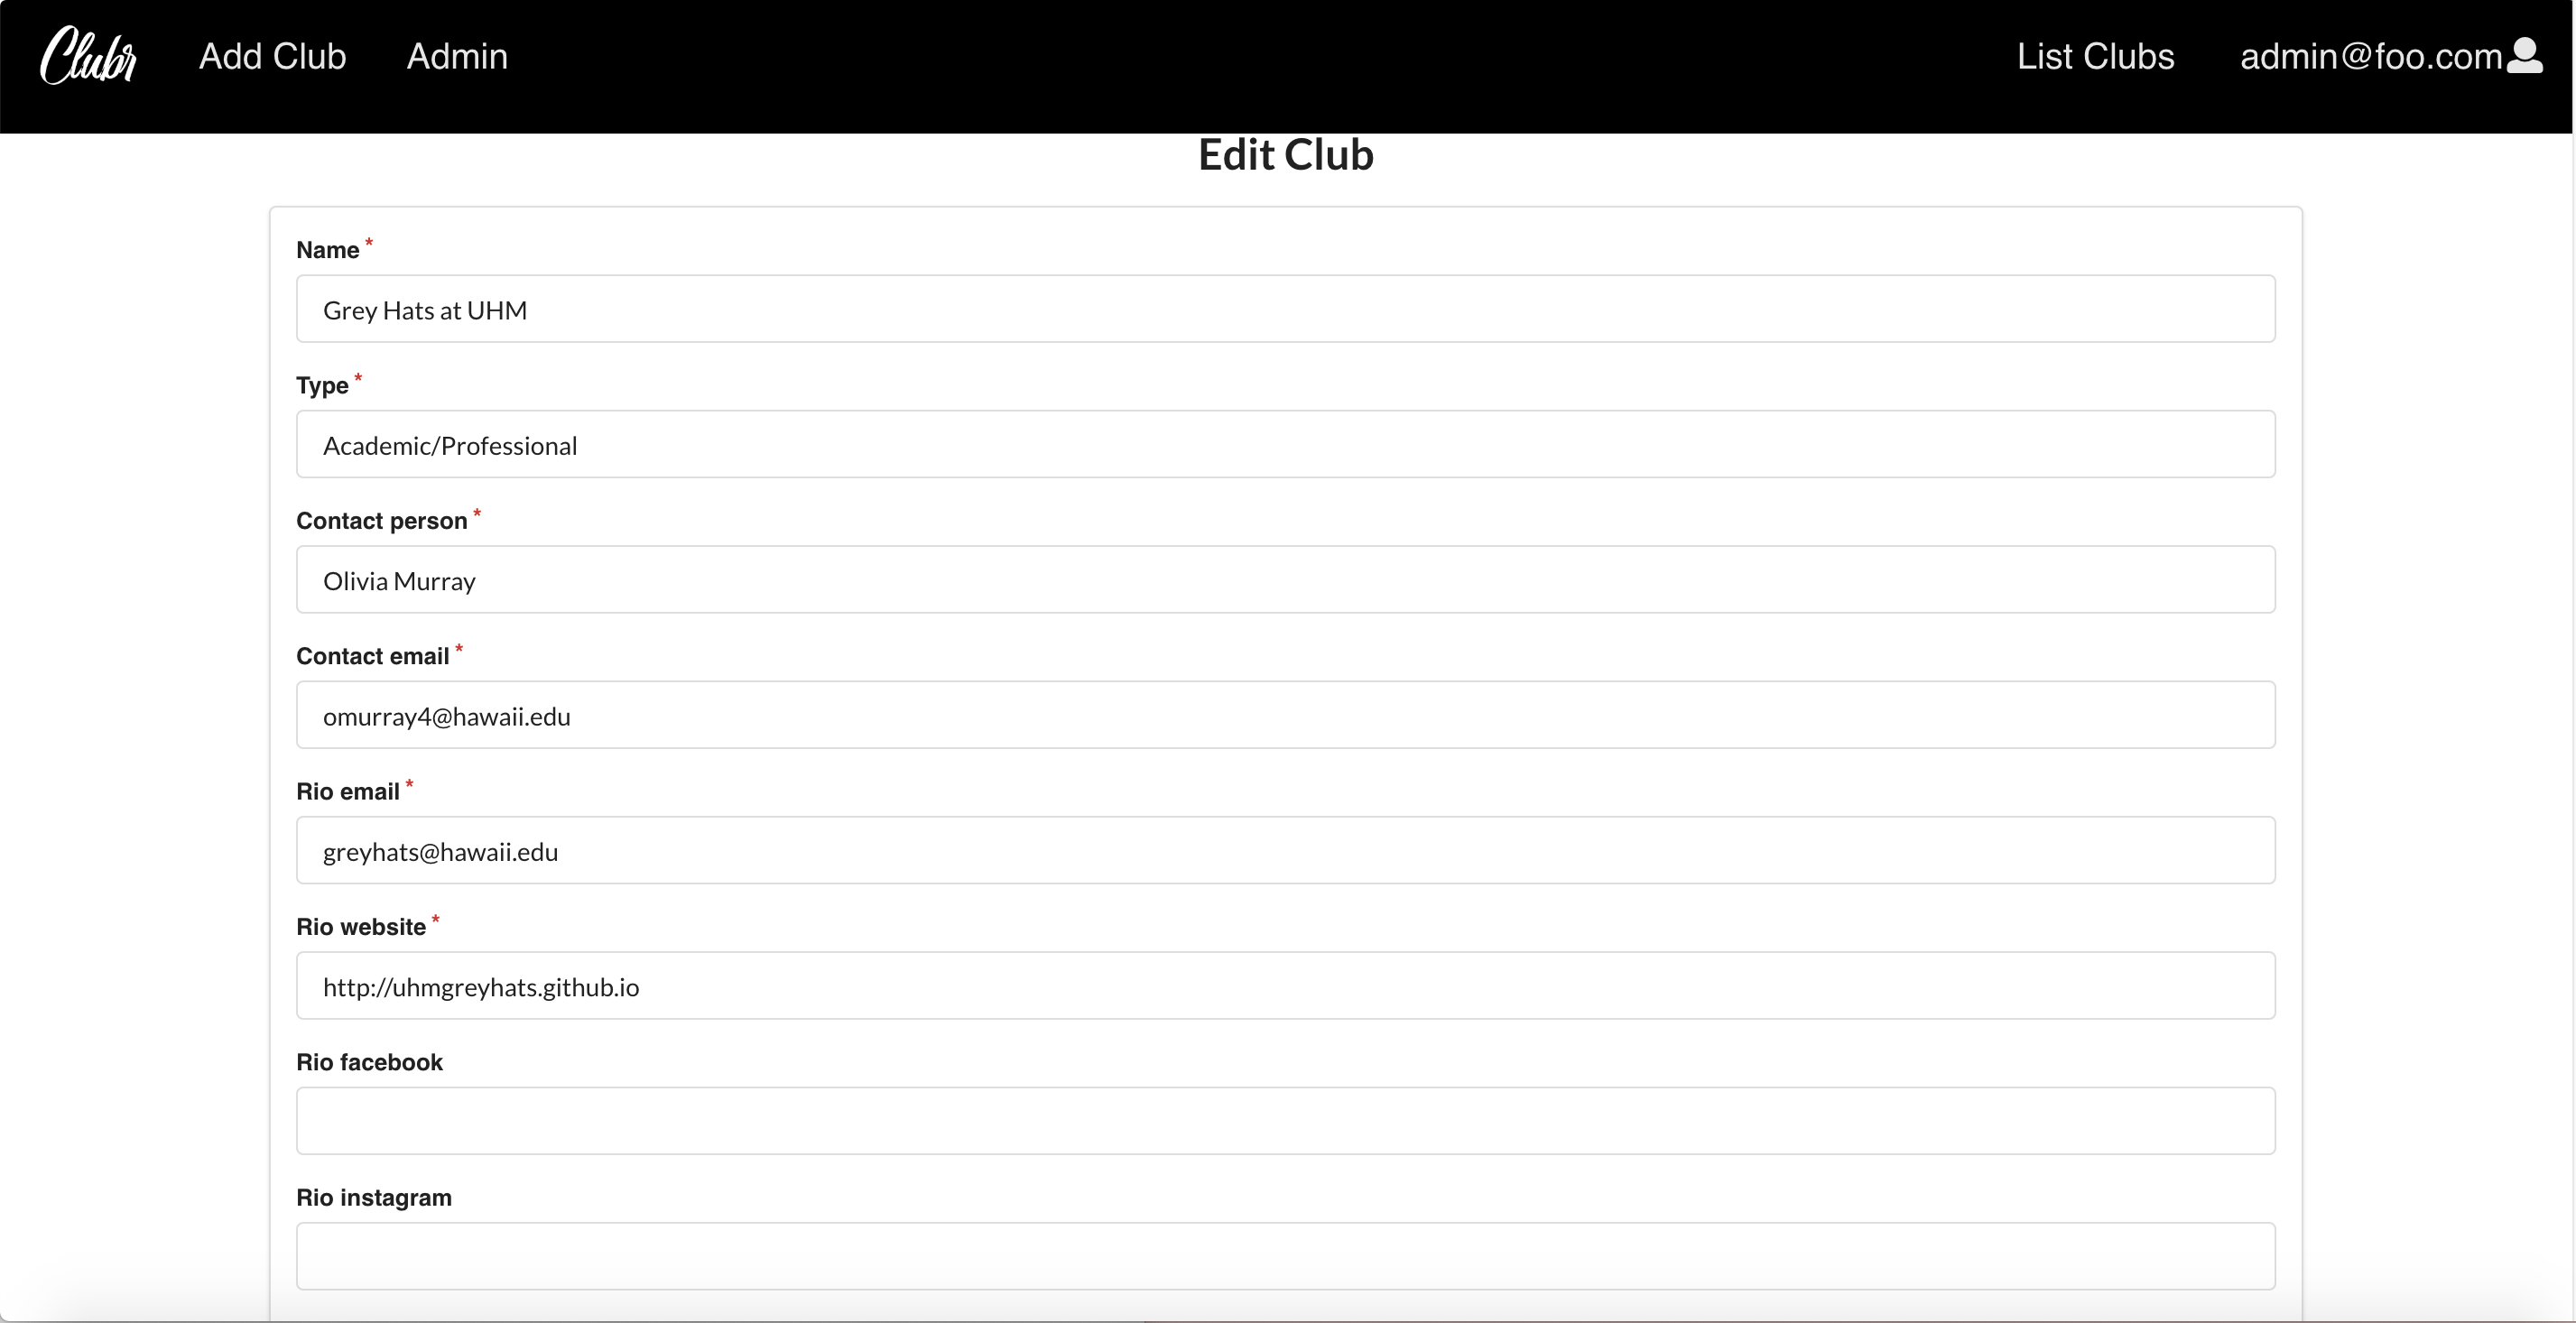 Clubr Add Club Admin List Clubs admin@foo.com
Edit Club
Name *
Grey Hats at UHM
Type *
Academic/Professional
Contact person *
Olivia Murray
Contact email *
omurray4@hawaii.edu
Rio email *
greyhats@hawaii.edu
Rio website *
http://uhmgreyhats.github.io
Rio facebook
Rio instagram